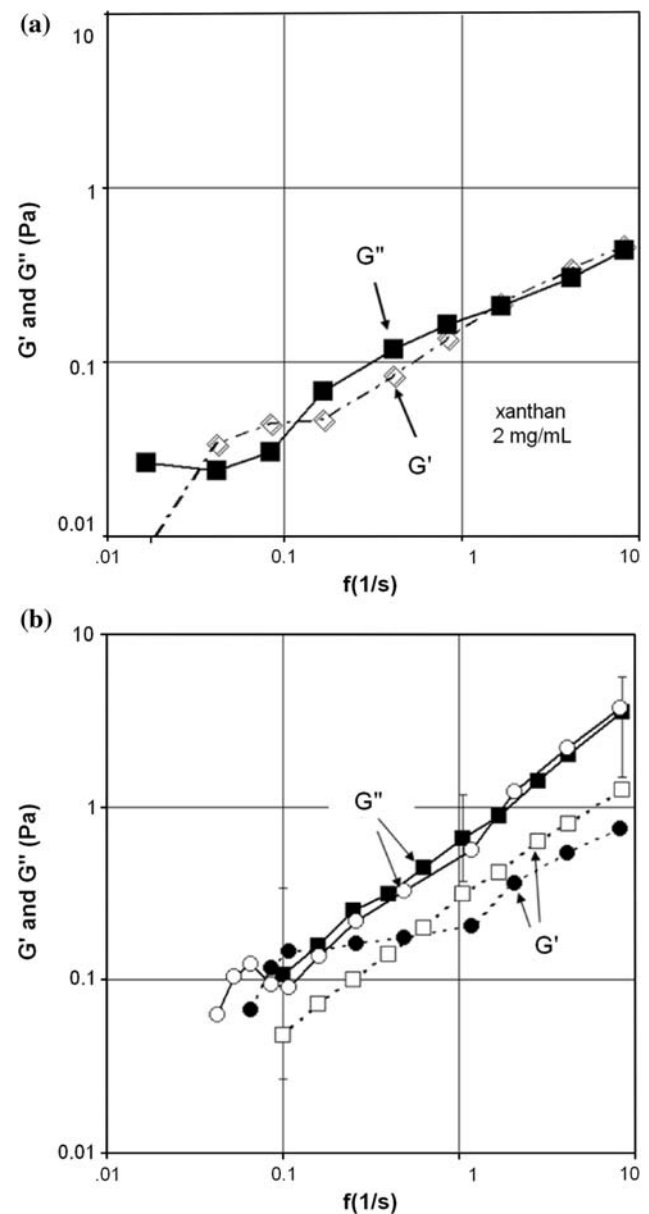 (a)
10
1
0.1
0.01
G' and G" (Pa)
G"
G'
xanthan
2 mg/mL
.01
0.1
1
10
f(1/s)
(b)
10
1
0.1
0.01
G' and G" (Pa)
G"
G'
.01
0.1
1
10
f(1/s)